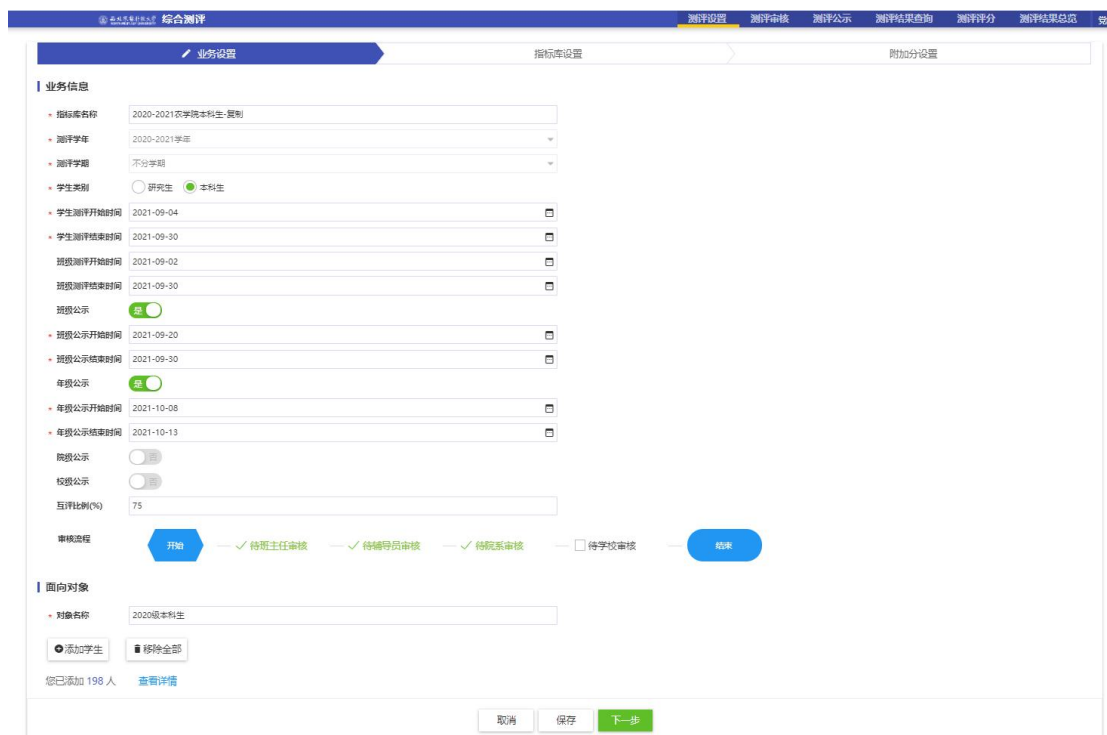 综合测评 测评设置 测评审核 测评公示 测评结果查询 测评评分 测评结果总览 党
业务设置 指标库设置 附加分设置
业务信息
* 指标库名称 2020-2021农学院本科生-复制
* 测评学年 2020-2021学年
* 测评学期 不分学期
* 学生类别 研究生 本科生
* 学生测评开始时间 2021-09-04
* 学生测评结束时间 2021-09-30
班级测评开始时间 2021-09-02
班级测评结束时间 2021-09-30
班级公示 是
* 班级公示开始时间 2021-09-20
* 班级公示结束时间 2021-09-30
年级公示 是
* 年级公示开始时间 2021-10-08
* 年级公示结束时间 2021-10-13
院级公示 否
校级公示 否
互评比例(%) 75
审核流程 开始 待班主任审核 待辅导员审核 待院系审核 待学校审核 结束
面向对象
* 对象名称 2020级本科生
添加学生 移除全部
您已添加 198 人 查看详情
取消 保存 下一步